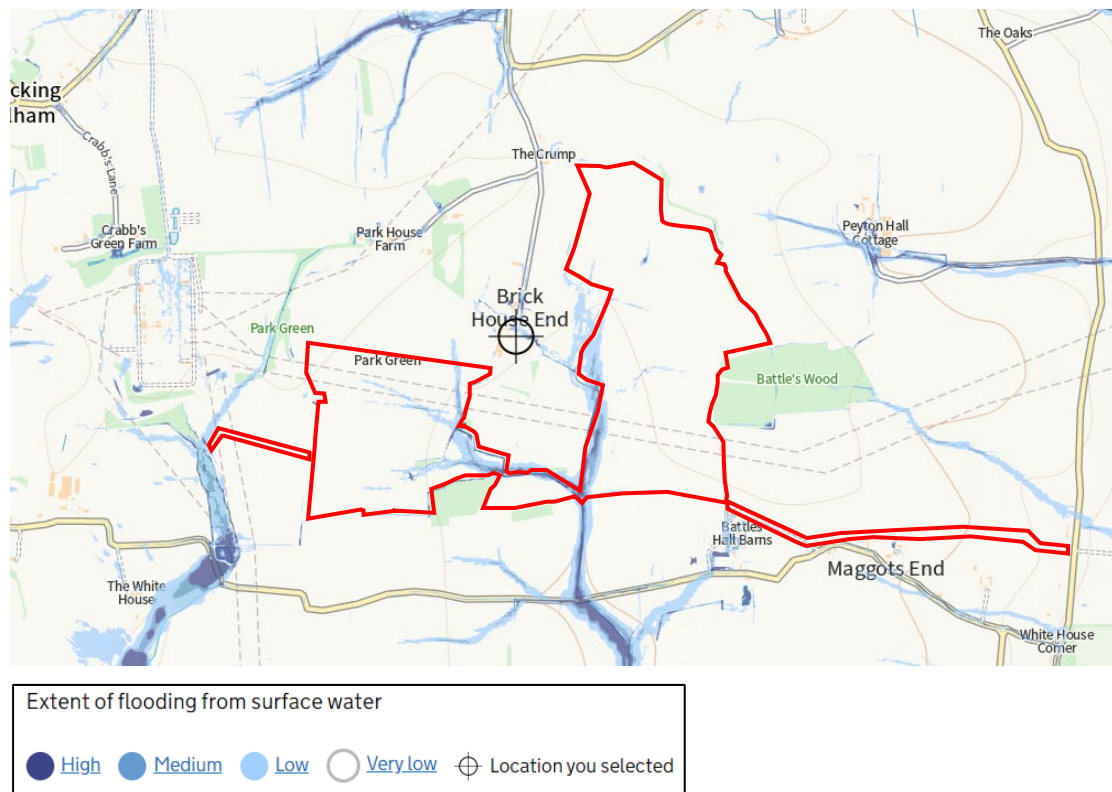 The Oaks
cking
lham
Crabb's Lane
The Crump
Crabb's
Green Farm
Park House
Farm
Peyton Hall
Cottage
Brick
House End
Park Green
Park Green
Battle's Wood
Battles
Hall Barns
Maggots End
The White
House
White House
Corner
Extent of flooding from surface water
High Medium Low Very low Location you selected